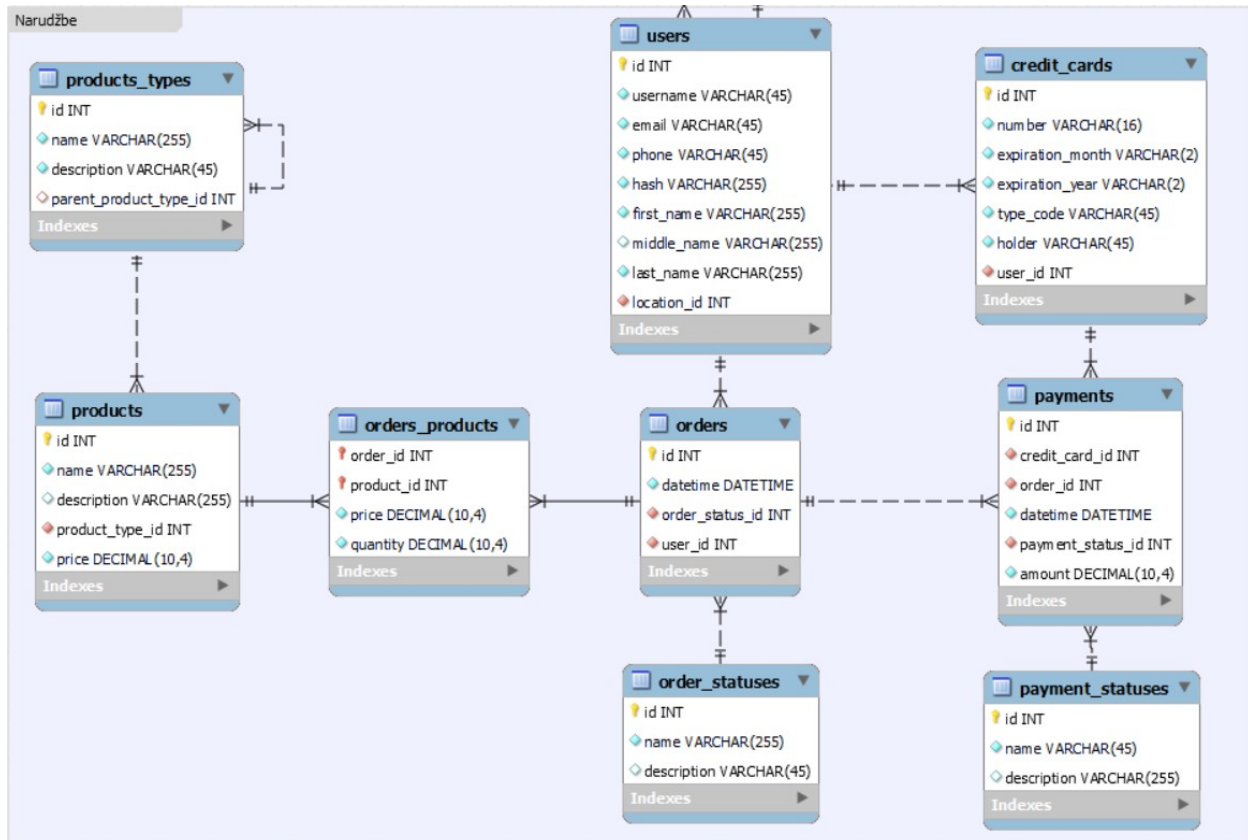 Narudžbe
products_types
id INT
name VARCHAR(255)
description VARCHAR(45)
parent_product_type_id INT
Indexes
users
id INT
username VARCHAR(45)
email VARCHAR(45)
phone VARCHAR(45)
hash VARCHAR(255)
first_name VARCHAR(255)
middle_name VARCHAR(255)
last_name VARCHAR(255)
location_id INT
Indexes
credit_cards
id INT
number VARCHAR(16)
expiration_month VARCHAR(2)
expiration_year VARCHAR(2)
type_code VARCHAR(45)
holder VARCHAR(45)
user_id INT
Indexes
products
id INT
name VARCHAR(255)
description VARCHAR(255)
product_type_id INT
price DECIMAL(10,4)
Indexes
orders_products
order_id INT
product_id INT
price DECIMAL(10,4)
quantity DECIMAL(10,4)
Indexes
orders
id INT
datetime DATETIME
order_status_id INT
user_id INT
Indexes
payments
id INT
credit_card_id INT
order_id INT
datetime DATETIME
payment_status_id INT
amount DECIMAL(10,4)
Indexes
order_statuses
id INT
name VARCHAR(255)
description VARCHAR(45)
Indexes
payment_statuses
id INT
name VARCHAR(45)
description VARCHAR(255)
Indexes